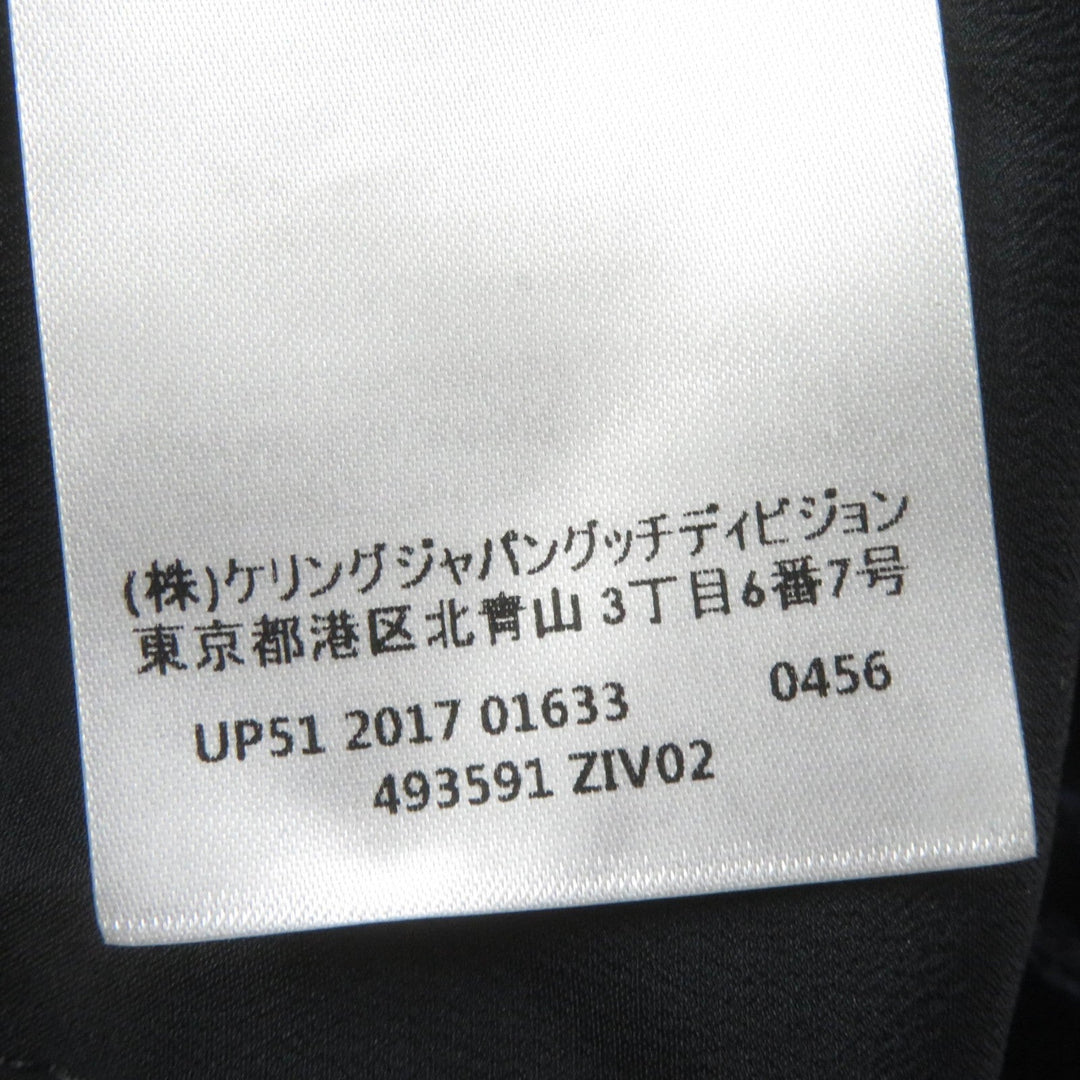 (株)ケリングジャパングッチディビジョン
東京都港区北青山 3丁目6番7号
UP51 2017 01633 0456
493591 ZIV02